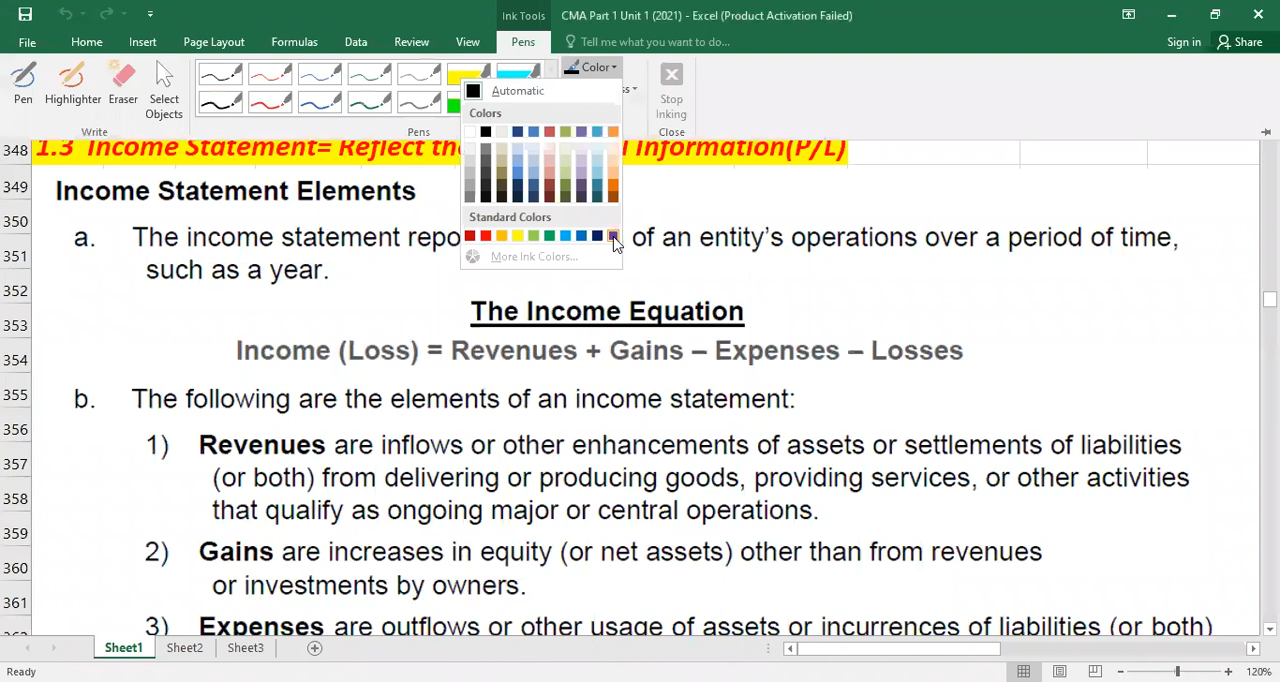 Ink Tools
CMA Part 1 Unit 1 (2021) - Excel (Product Activation Failed)
File Home Insert Page Layout Formulas Data Review View Pens Tell me what you want to do... Sign in Share
Color
Pen Highlighter Eraser Select Objects
Stop Inking
Write Pens Close
Automatic
Colors
Standard Colors
More Ink Colors...
348 1.3 Income Statement= Reflect th l Information(P/L)
349 Income Statement Elements
350 a. The income statement repo of an entity's operations over a period of time,
351 such as a year.
352 The Income Equation
353
354 Income (Loss) = Revenues + Gains – Expenses – Losses
355 b. The following are the elements of an income statement:
356 1) Revenues are inflows or other enhancements of assets or settlements of liabilities
357 (or both) from delivering or producing goods, providing services, or other activities
358 that qualify as ongoing major or central operations.
359 2) Gains are increases in equity (or net assets) other than from revenues
360 or investments by owners.
361 3) Expenses are outflows or other usage of assets or incurrences of liabilities (or both)
Sheet1 Sheet2 Sheet3
Ready 120%